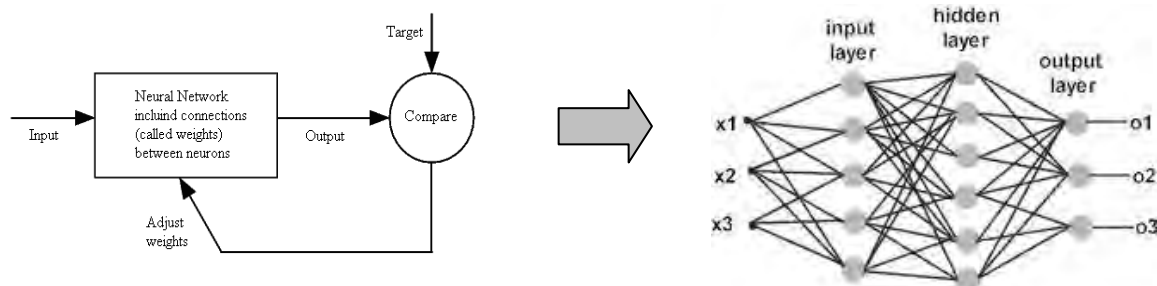 Target
Neural Network
incluind connections
(called weights)
between neurons
Input
Output
Compare
Adjust
weights
input
layer
hidden
layer
output
layer
x1
x2
x3
o1
o2
o3